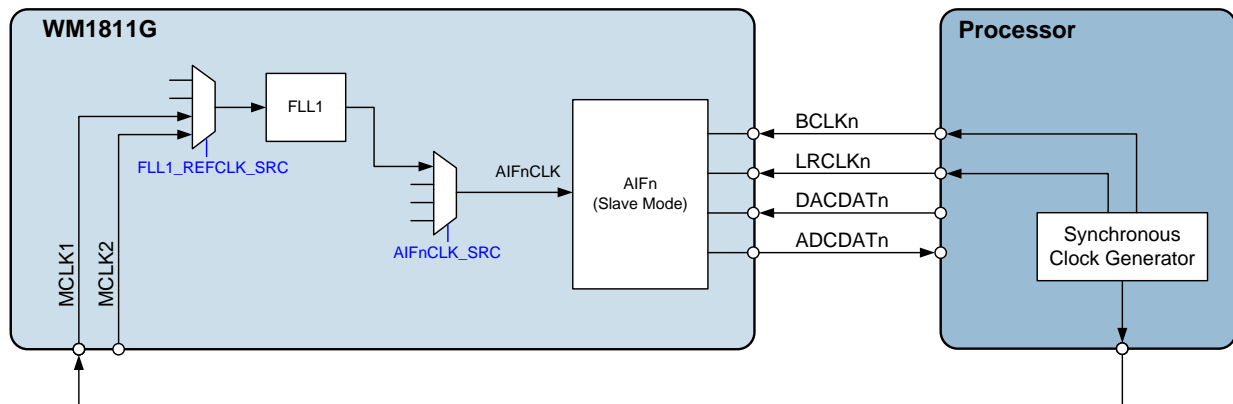 WM1811G
Processor
FLL1
FLL1_REFCLK_SRC
AIFnCLK
AIFnCLK_SRC
AIFn
(Slave Mode)
BCLKn
LRCLKn
DACDATn
ADCDATn
Synchronous
Clock Generator
MCLK1
MCLK2